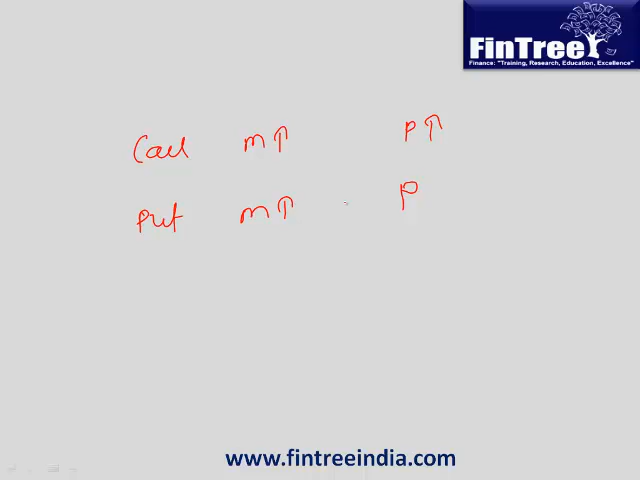 FinTree
Finance: "Training, Research, Education, Excellence"
Call m↑ P↑
Put m↑ P
www.fintreeindia.com